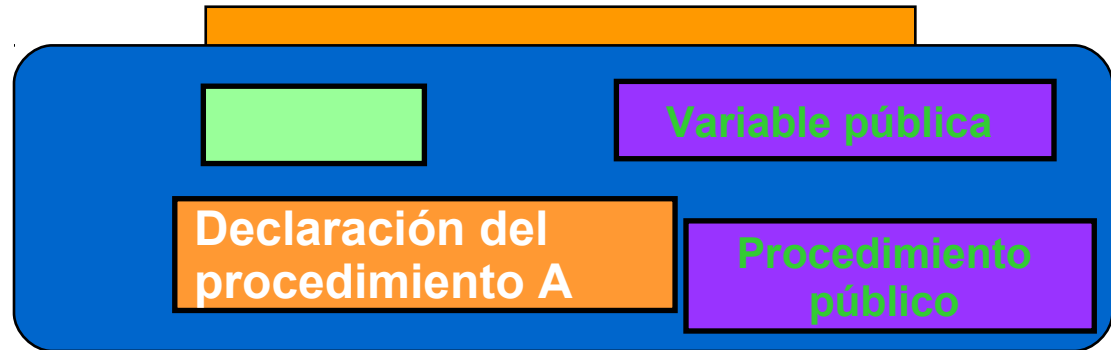 Variable pública
Declaración del
procedimiento A
Procedimiento
público